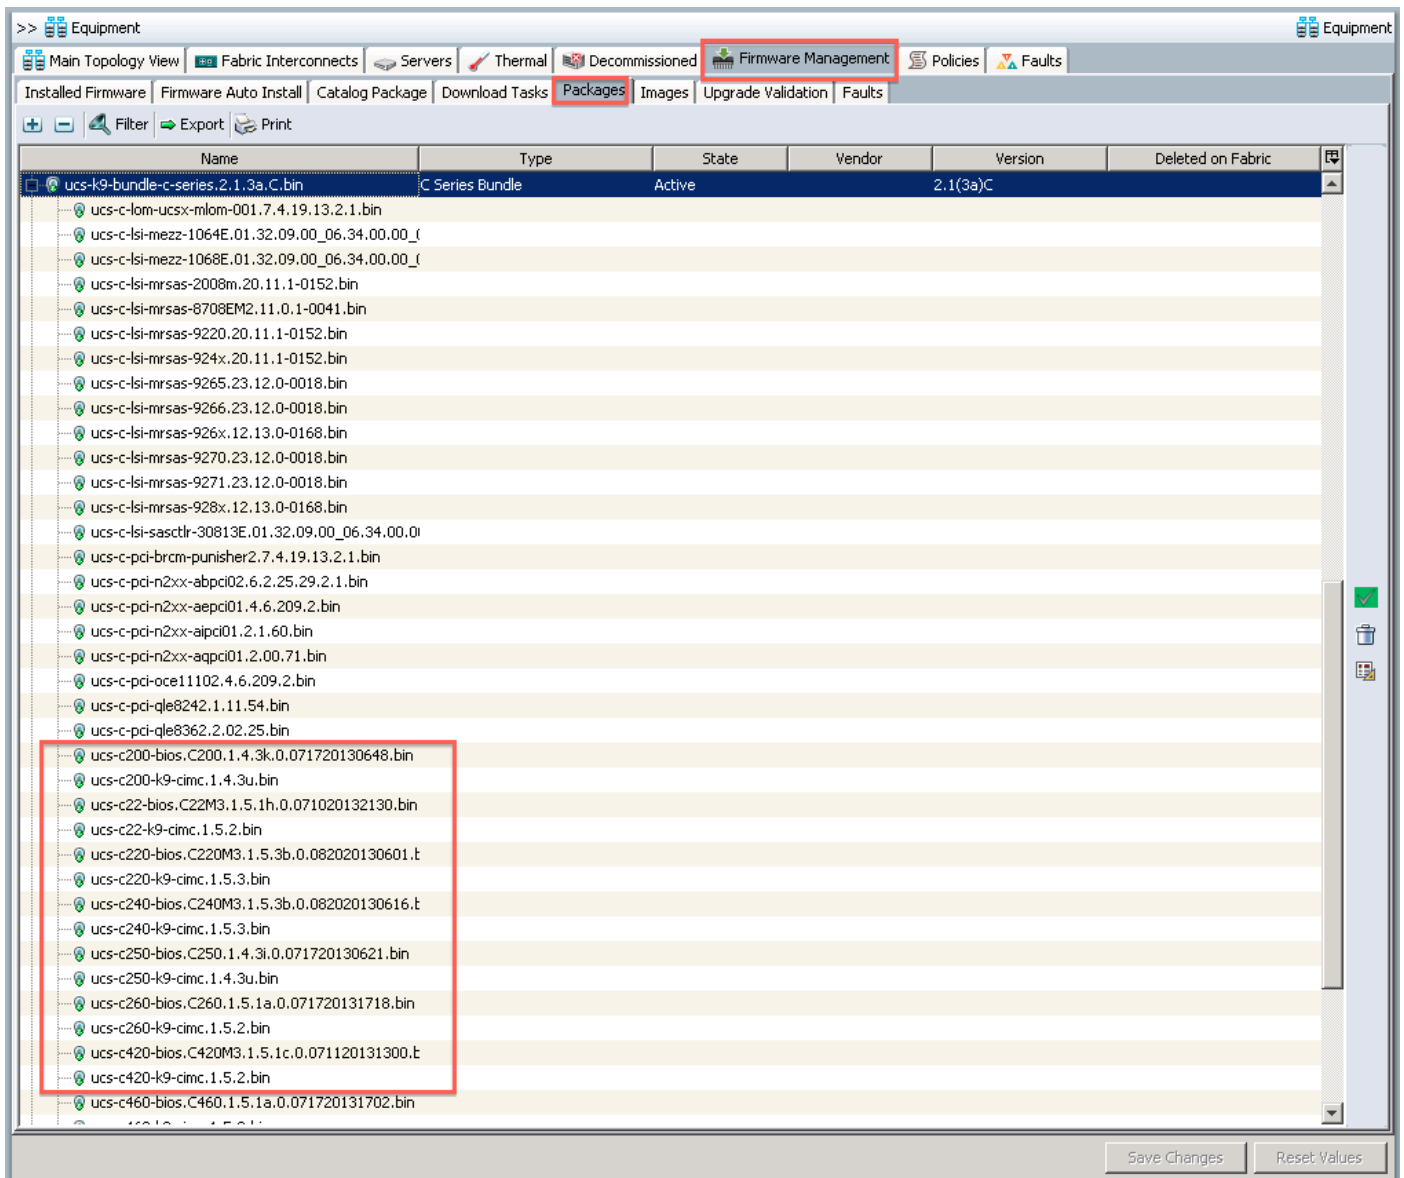 >> Equipment Equipment
Main Topology View Fabric Interconnects Servers Thermal Decommissioned Firmware Management Policies Faults
Installed Firmware Firmware Auto Install Catalog Package Download Tasks Packages Images Upgrade Validation Faults
Filter Export Print
Name Type State Vendor Version Deleted on Fabric
ucs-k9-bundle-c-series.2.1.3a.C.bin C Series Bundle Active 2.1(3a)C
ucs-c-lom-ucsx-mlom-001.7.4.19.13.2.1.bin
ucs-c-lsi-mezz-1064E.01.32.09.00_06.34.00.00_(
ucs-c-lsi-mezz-1068E.01.32.09.00_06.34.00.00_(
ucs-c-lsi-mrsas-2008m.20.11.1-0152.bin
ucs-c-lsi-mrsas-8708EM2.11.0.1-0041.bin
ucs-c-lsi-mrsas-9220.20.11.1-0152.bin
ucs-c-lsi-mrsas-924x.20.11.1-0152.bin
ucs-c-lsi-mrsas-9265.23.12.0-0018.bin
ucs-c-lsi-mrsas-9266.23.12.0-0018.bin
ucs-c-lsi-mrsas-926x.12.13.0-0168.bin
ucs-c-lsi-mrsas-9270.23.12.0-0018.bin
ucs-c-lsi-mrsas-9271.23.12.0-0018.bin
ucs-c-lsi-mrsas-928x.12.13.0-0168.bin
ucs-c-lsi-sasctlr-30813E.01.32.09.00_06.34.00.0
ucs-c-pci-brcm-punisher2.7.4.19.13.2.1.bin
ucs-c-pci-n2xx-abpci02.6.2.25.29.2.1.bin
ucs-c-pci-n2xx-aepci01.4.6.209.2.bin
ucs-c-pci-n2xx-aipci01.2.1.60.bin
ucs-c-pci-n2xx-aqpci01.2.00.71.bin
ucs-c-pci-oce11102.4.6.209.2.bin
ucs-c-pci-qle8242.1.11.54.bin
ucs-c-pci-qle8362.2.02.25.bin
ucs-c200-bios.C200.1.4.3k.0.071720130648.bin
ucs-c200-k9-cimc.1.4.3u.bin
ucs-c22-bios.C22M3.1.5.1h.0.071020132130.bin
ucs-c22-k9-cimc.1.5.2.bin
ucs-c220-bios.C220M3.1.5.3b.0.082020130601.b
ucs-c220-k9-cimc.1.5.3.bin
ucs-c240-bios.C240M3.1.5.3b.0.082020130616.b
ucs-c240-k9-cimc.1.5.3.bin
ucs-c250-bios.C250.1.4.3i.0.071720130621.bin
ucs-c250-k9-cimc.1.4.3u.bin
ucs-c260-bios.C260.1.5.1a.0.071720131718.bin
ucs-c260-k9-cimc.1.5.2.bin
ucs-c420-bios.C420M3.1.5.1c.0.071120131300.b
ucs-c420-k9-cimc.1.5.2.bin
ucs-c460-bios.C460.1.5.1a.0.071720131702.bin
Save Changes Reset Values